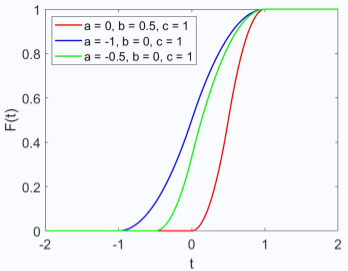 a = 0, b = 0.5, c = 1
a = -1, b = 0, c = 1
a = -0.5, b = 0, c = 1
1
0.8
0.6
0.4
0.2
0
F(t)
-2 -1 0 1 2
t